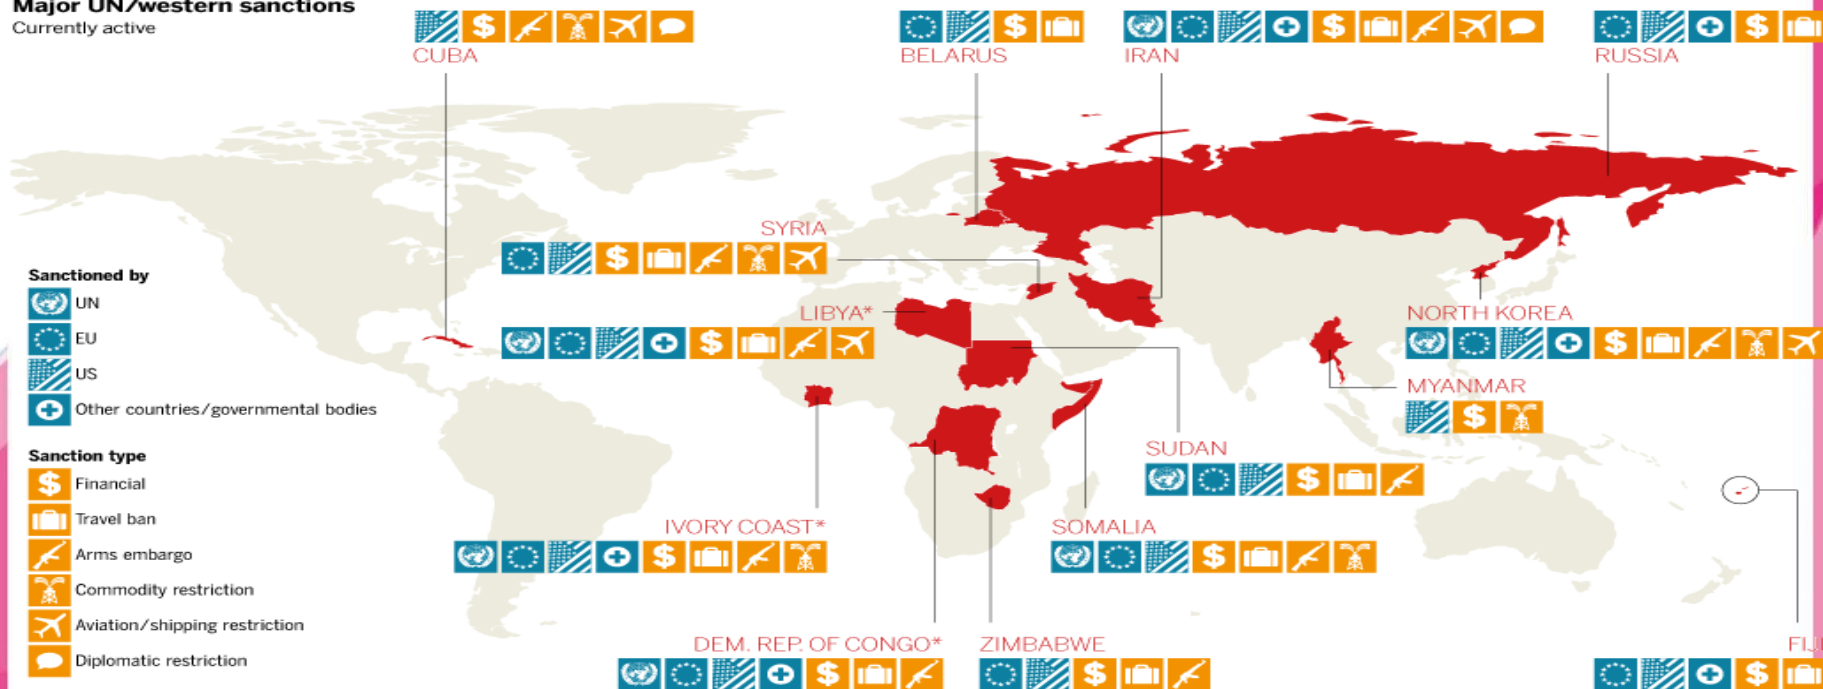 Major UN/western sanctions
Currently active
CUBA
BELARUS
IRAN
RUSSIA
SYRIA
LIBYA*
NORTH KOREA
MYANMAR
SUDAN
IVORY COAST*
SOMALIA
DEM. REP. OF CONGO*
ZIMBABWE
FIJI
Sanctioned by
UN
EU
US
Other countries/governmental bodies
Sanction type
$ Financial
Travel ban
Arms embargo
Commodity restriction
Aviation/shipping restriction
Diplomatic restriction